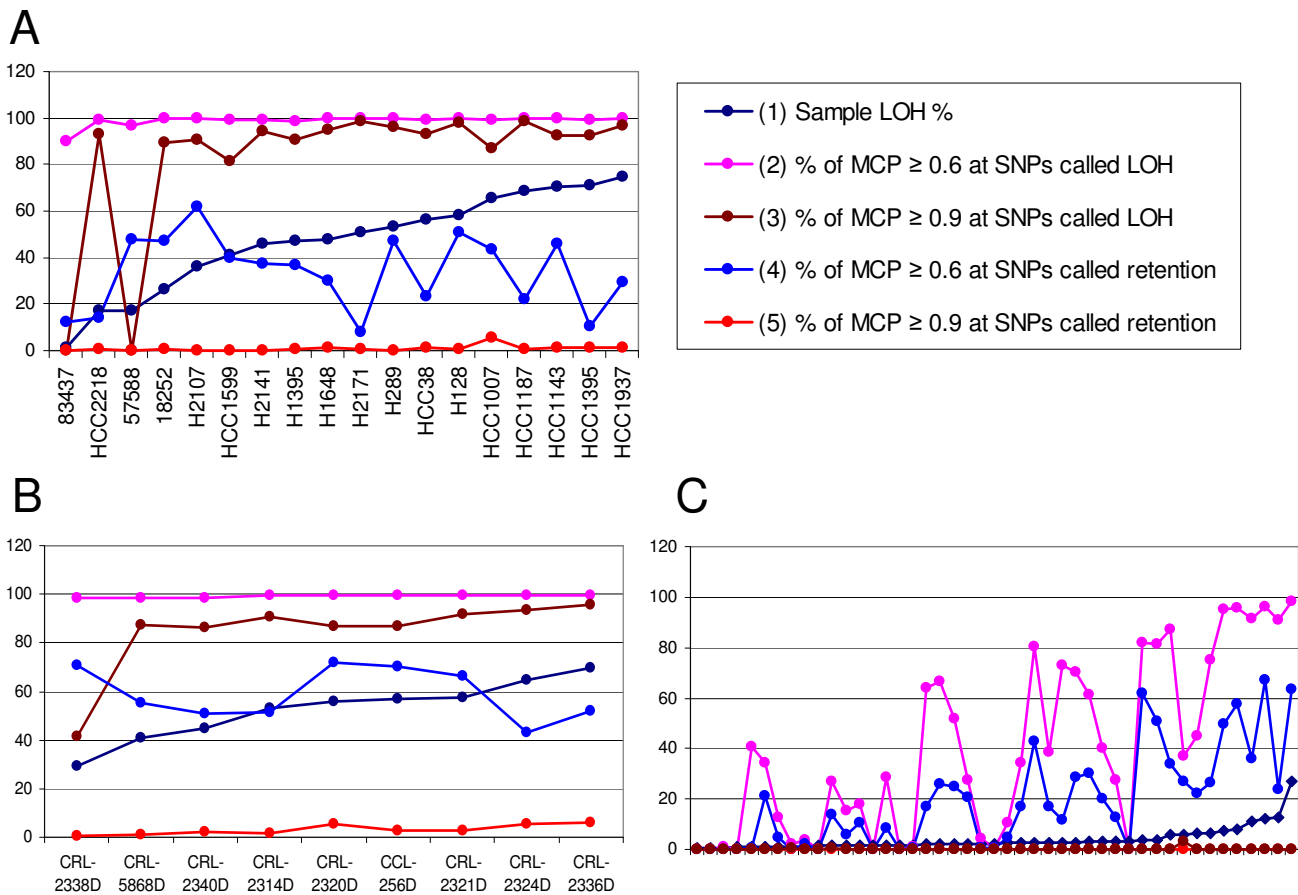 A
120
100
80
60
40
20
0
83437
HCC2218
57588
18252
H2107
HCC1599
H2141
H1395
H1648
H2171
H289
HCC38
H128
HCC1007
HCC1187
HCC1143
HCC1395
HCC1937
(1) Sample LOH %
(2) % of MCP ≥ 0.6 at SNPs called LOH
(3) % of MCP ≥ 0.9 at SNPs called LOH
(4) % of MCP ≥ 0.6 at SNPs called retention
(5) % of MCP ≥ 0.9 at SNPs called retention
B
120
100
80
60
40
20
0
CRL-
2338D
CRL-
5868D
CRL-
2340D
CRL-
2314D
CRL-
2320D
CCL-
256D
CRL-
2321D
CRL-
2324D
CRL-
2336D
C
120
100
80
60
40
20
0